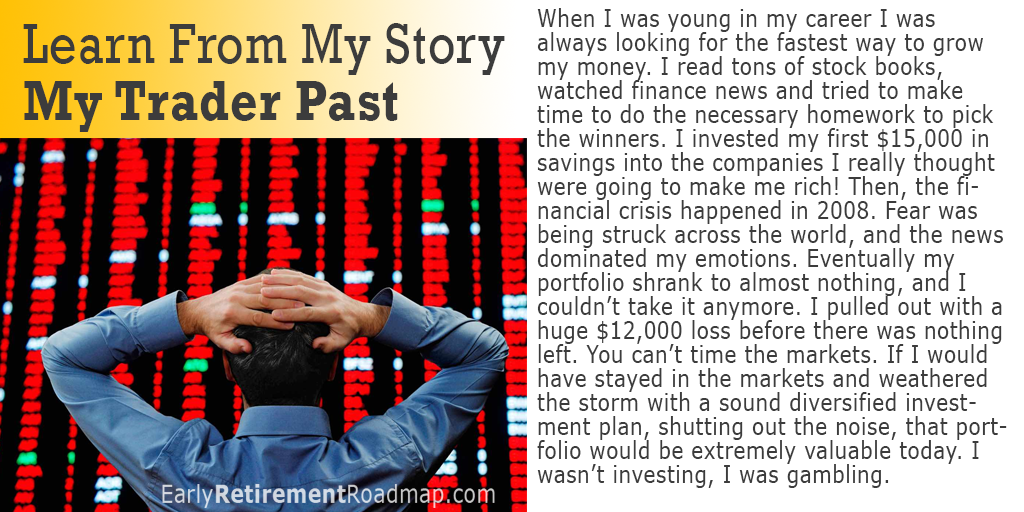 Learn From My Story
My Trader Past
When I was young in my career I was
always looking for the fastest way to grow
my money. I read tons of stock books,
watched finance news and tried to make
time to do the necessary homework to pick
the winners. I invested my first $15,000 in
savings into the companies I really thought
were going to make me rich! Then, the fi-
nancial crisis happened in 2008. Fear was
being struck across the world, and the news
dominated my emotions. Eventually my
portfolio shrank to almost nothing, and I
couldn’t take it anymore. I pulled out with a
huge $12,000 loss before there was nothing
left. You can’t time the markets. If I would
have stayed in the markets and weathered
the storm with a sound diversified invest-
ment plan, shutting out the noise, that port-
folio would be extremely valuable today. I
wasn’t investing, I was gambling.
EarlyRetirementRoadmap.com